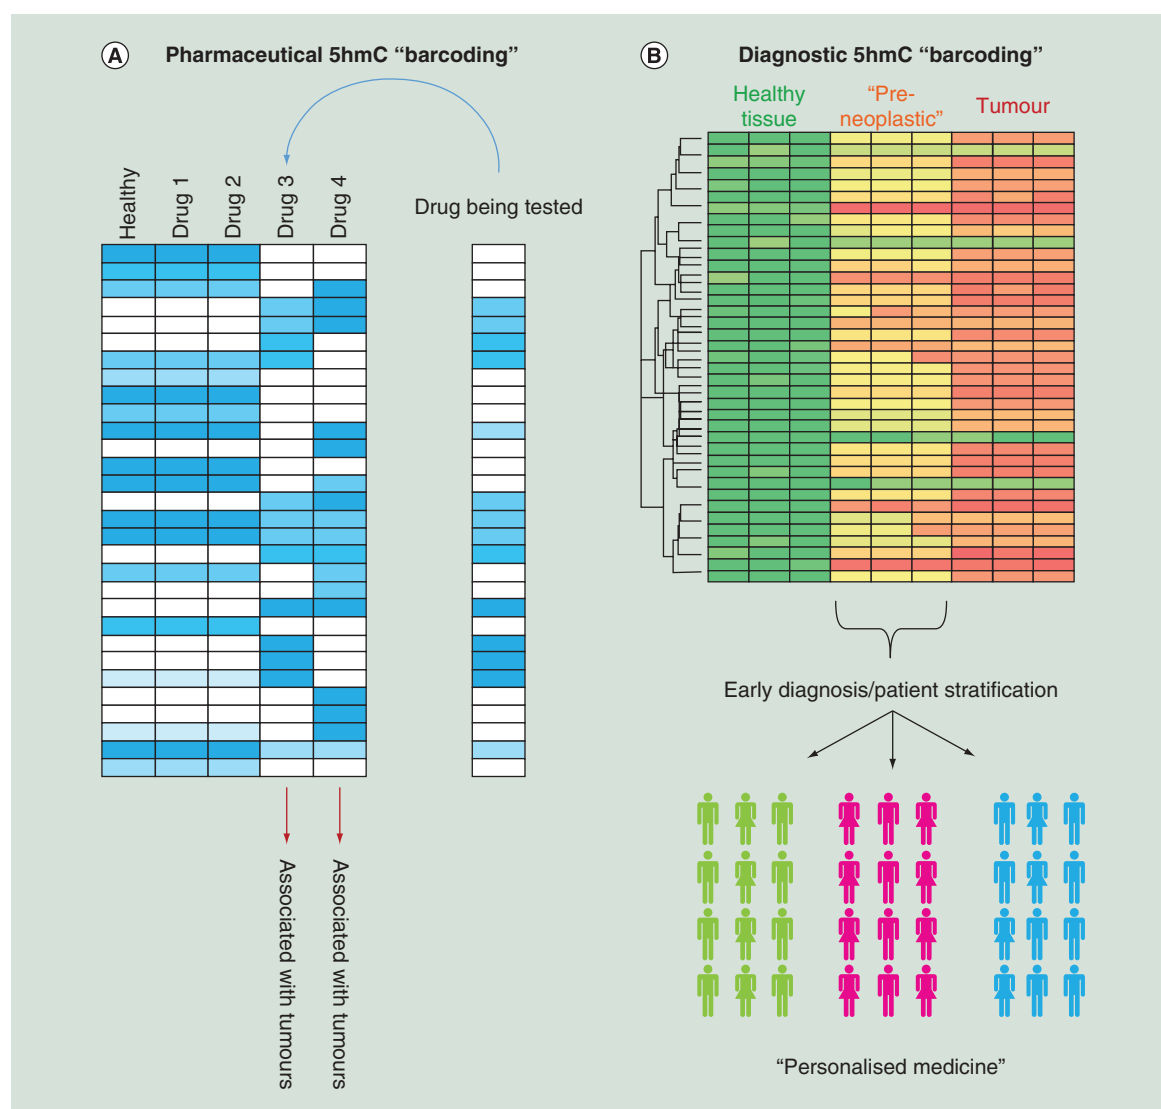 A Pharmaceutical 5hmC “barcoding”
Healthy
Drug 1
Drug 2
Drug 3
Drug 4
Drug being tested
Associated with tumours
Associated with tumours
B Diagnostic 5hmC “barcoding”
Healthy
tissue
“Pre-
neoplastic”
Tumour
Early diagnosis/patient stratification
“Personalised medicine”